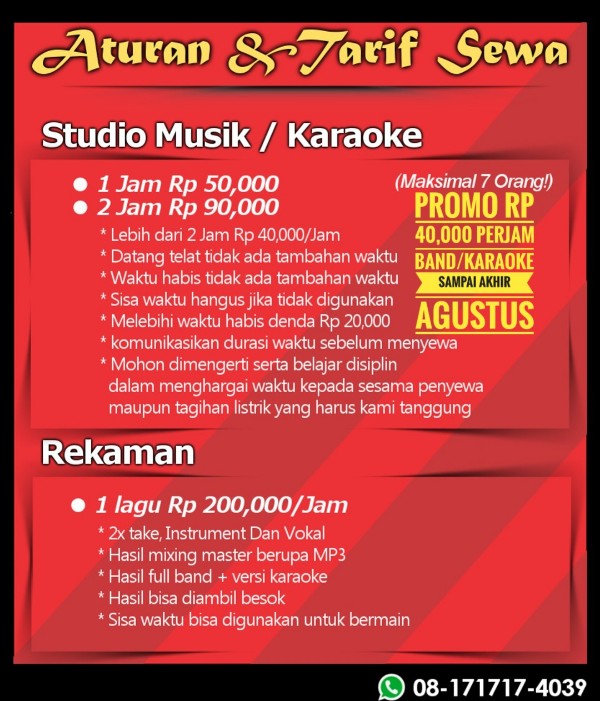 Aturan & Tarif Sewa
Studio Musik / Karaoke
● 1 Jam Rp 50,000
(Maksimal 7 Orang!)
● 2 Jam Rp 90,000
PROMO RP
40,000 PERJAM
BAND/KARAOKE
SAMPAI AKHIR
AGUSTUS
* Lebih dari 2 Jam Rp 40,000/Jam
* Datang telat tidak ada tambahan waktu
* Waktu habis tidak ada tambahan waktu
* Sisa waktu hangus jika tidak digunakan
* Melebihi waktu habis denda Rp 20,000
* komunikasikan durasi waktu sebelum menyewa
* Mohon dimengerti serta belajar disiplin
dalam menghargai waktu kepada sesama penyewa
maupun tagihan listrik yang harus kami tanggung
Rekaman
● 1 lagu Rp 200,000/Jam
* 2x take, Instrument Dan Vokal
* Hasil mixing master berupa MP3
* Hasil full band + versi karaoke
* Hasil bisa diambil besok
* Sisa waktu bisa digunakan untuk bermain
08-171717-4039